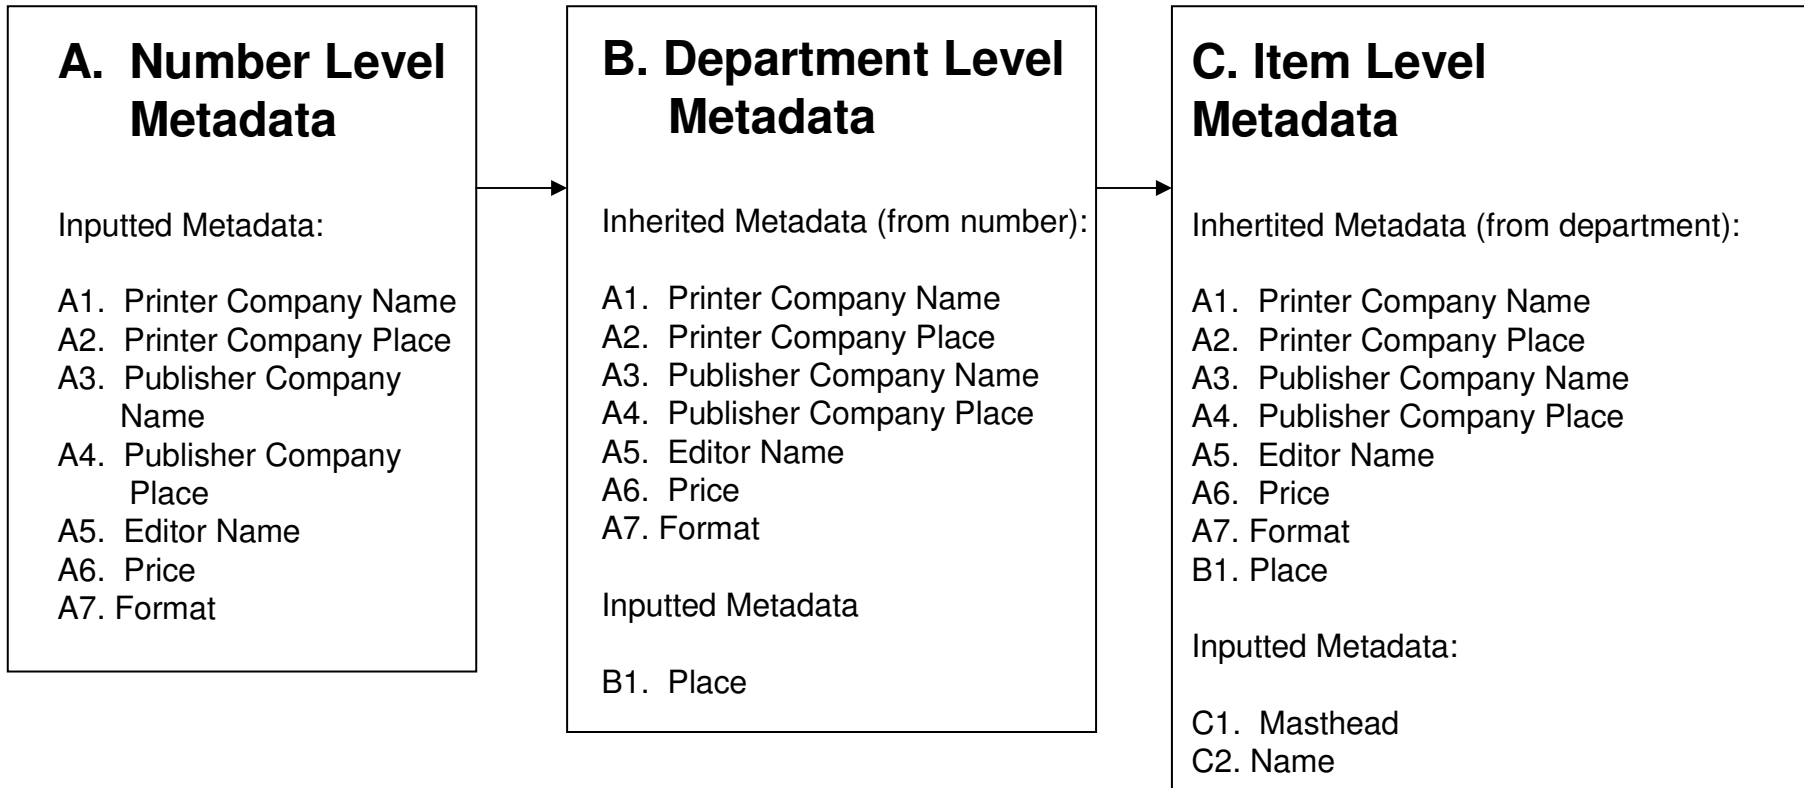 A. Number Level
Metadata
Inputted Metadata:
A1. Printer Company Name
A2. Printer Company Place
A3. Publisher Company
Name
A4. Publisher Company
Place
A5. Editor Name
A6. Price
A7. Format
B. Department Level
Metadata
Inherited Metadata (from number):
A1. Printer Company Name
A2. Printer Company Place
A3. Publisher Company Name
A4. Publisher Company Place
A5. Editor Name
A6. Price
A7. Format
Inputted Metadata
B1. Place
C. Item Level
Metadata
Inhertited Metadata (from department):
A1. Printer Company Name
A2. Printer Company Place
A3. Publisher Company Name
A4. Publisher Company Place
A5. Editor Name
A6. Price
A7. Format
B1. Place
Inputted Metadata:
C1. Masthead
C2. Name